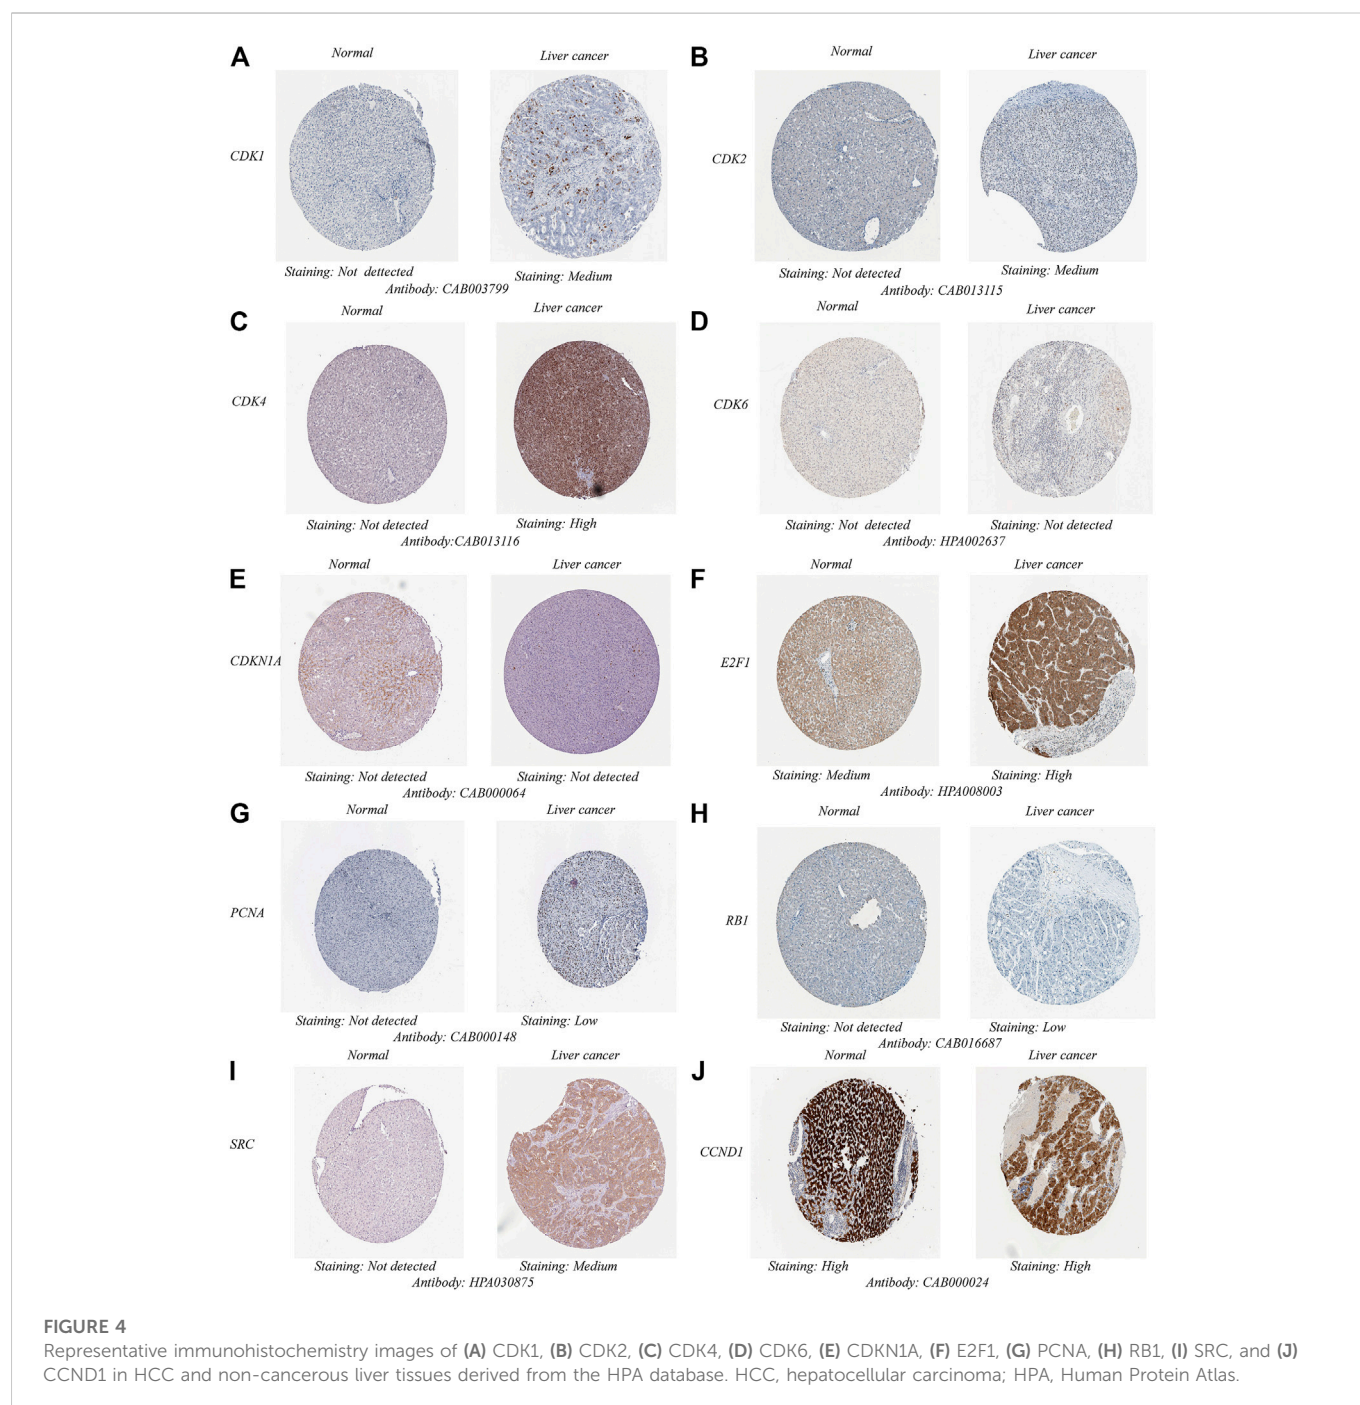 A
Normal
Liver cancer
CDK1
Staining: Not dettected
Staining: Medium
Antibody: CAB003799
B
Normal
Liver cancer
CDK2
Staining: Not detected
Staining: Medium
Antibody: CAB013115
C
Normal
Liver cancer
CDK4
Staining: Not detected
Staining: High
Antibody:CAB013116
D
Normal
Liver cancer
CDK6
Staining: Not detected
Staining: Not detected
Antibody: HPA002637
E
Normal
Liver cancer
CDKN1A
Staining: Not detected
Staining: Not detected
Antibody: CAB000064
F
Normal
Liver cancer
E2F1
Staining: Medium
Staining: High
Antibody: HPA008003
G
Normal
Liver cancer
PCNA
Staining: Not detected
Staining: Low
Antibody: CAB000148
H
Normal
Liver cancer
RB1
Staining: Not detected
Staining: Low
Antibody: CAB016687
I
Normal
Liver cancer
SRC
Staining: Not detected
Staining: Medium
Antibody: HPA030875
J
Normal
Liver cancer
CCND1
Staining: High
Staining: High
Antibody: CAB000024
FIGURE 4
Representative immunohistochemistry images of (A) CDK1, (B) CDK2, (C) CDK4, (D) CDK6, (E) CDKN1A, (F) E2F1, (G) PCNA, (H) RB1, (I) SRC, and (J)
CCND1 in HCC and non-cancerous liver tissues derived from the HPA database. HCC, hepatocellular carcinoma; HPA, Human Protein Atlas.